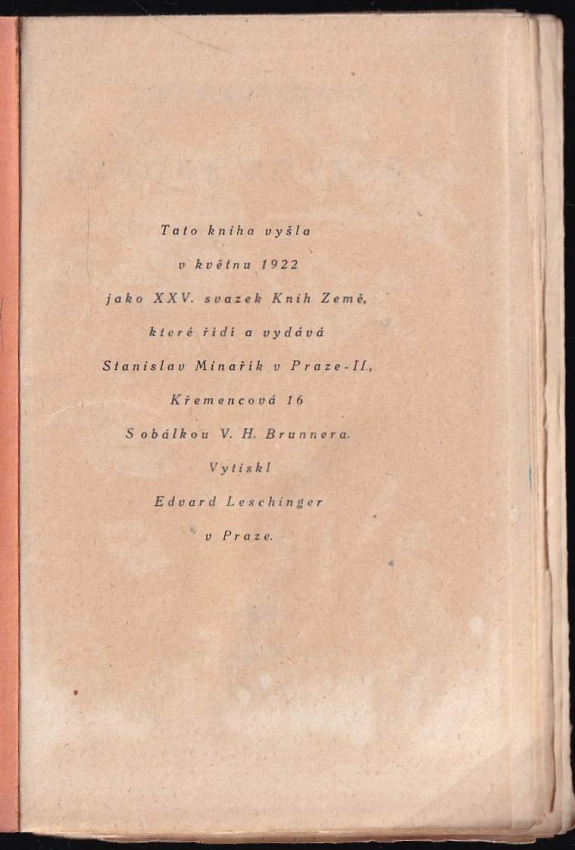 Tato kniha vyšla
v květnu 1922
jako XXV. svazek Knih Země,
které řídí a vydává
Stanislav Minařík v Praze-II.,
Křemencová 16
S obálkou V. H. Brunnera.
Vytiskl
Edvard Leschinger
v Praze.